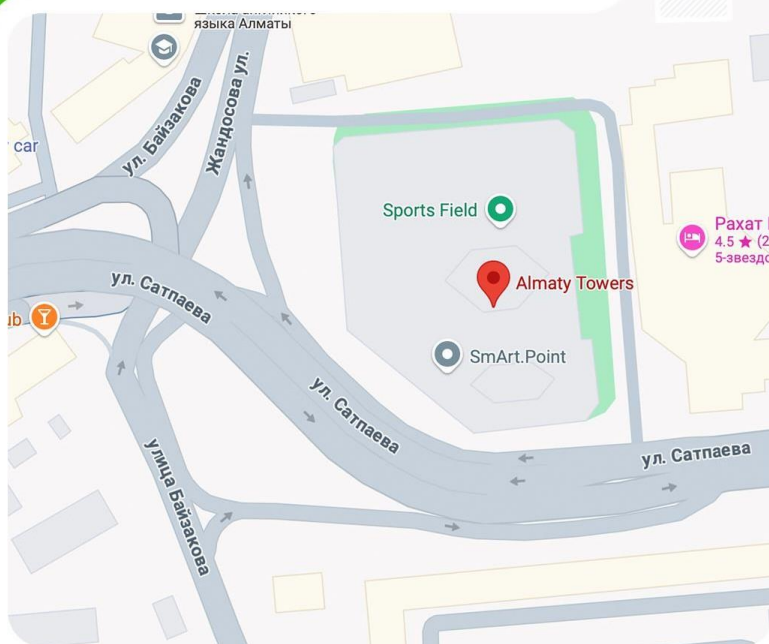 языка Алматы
ул. Байзакова
Жандосова ул.
car
Sports Field
Рахат
4.5 ★ (2
ул. Сатпаева
Almaty Towers
ub
SmArt.Point
ул. Сатпаева
ул. Сатпаева
улица Байзакова